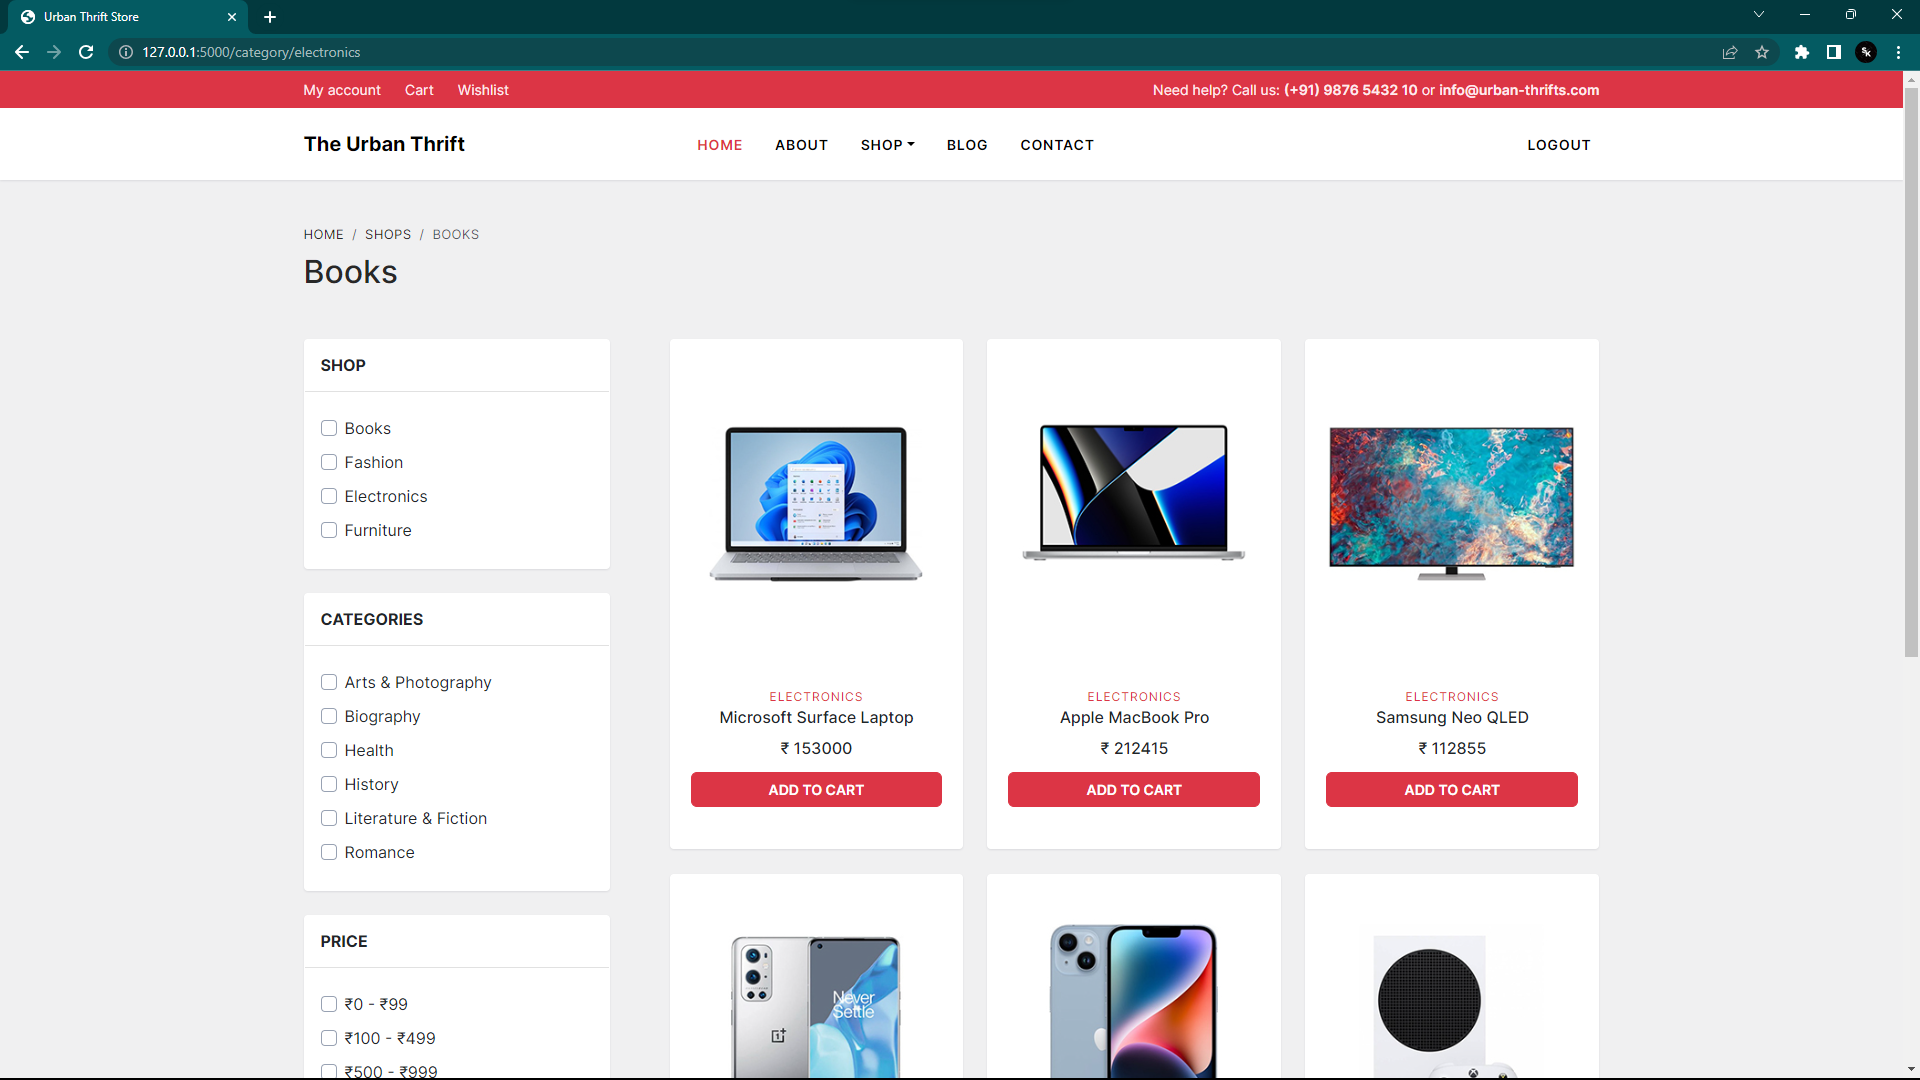 Urban Thrift Store
127.0.0.1:5000/category/electronics
SK
My account Cart Wishlist
Need help? Call us: (+91) 9876 5432 10 or info@urban-thrifts.com
The Urban Thrift
HOME ABOUT SHOP BLOG CONTACT
LOGOUT
HOME / SHOPS / BOOKS
Books
SHOP
Books
Fashion
Electronics
Furniture
CATEGORIES
Arts & Photography
Biography
Health
History
Literature & Fiction
Romance
PRICE
₹0 - ₹99
₹100 - ₹499
₹500 - ₹999
ELECTRONICS
Microsoft Surface Laptop
₹ 153000
ADD TO CART
ELECTRONICS
Apple MacBook Pro
₹ 212415
ADD TO CART
ELECTRONICS
Samsung Neo QLED
₹ 112855
ADD TO CART
Never
Settle